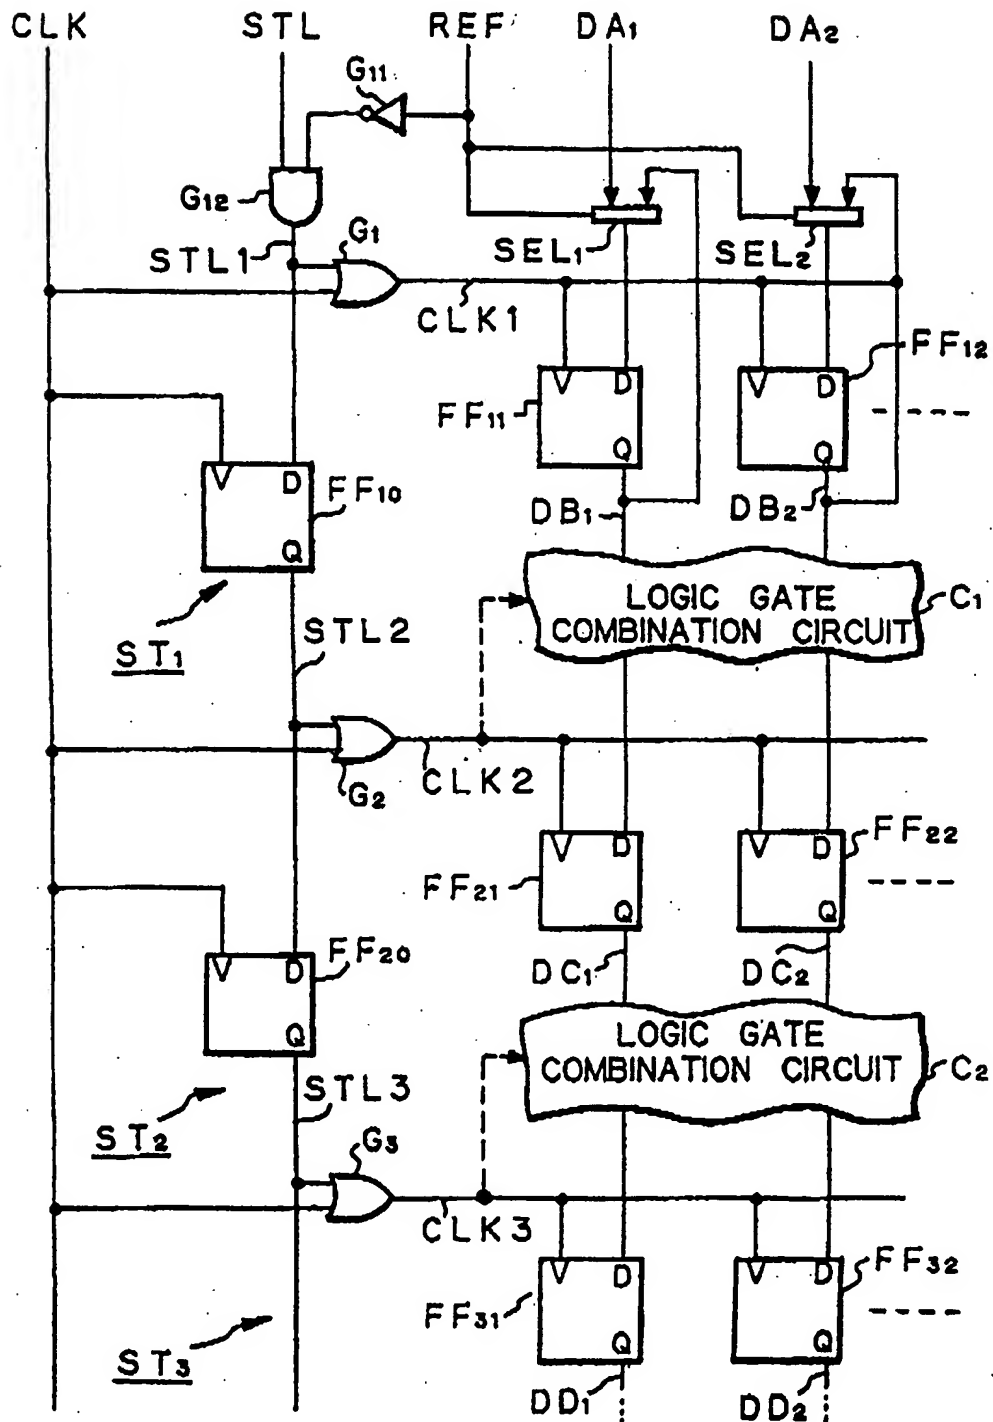 CLK STL REF DA1 DA2
G11
G12
SEL1 SEL2
STL1 G1
CLK1
FF12
V D V D
FF11
Q Q
V D FF10
DB1 DB2
Q
LOGIC GATE
COMBINATION CIRCUIT
C1
ST1 STL2
G2 CLK2
V D V D FF22
FF21
Q Q
V D FF20
DC1 DC2
Q
LOGIC GATE
COMBINATION CIRCUIT
C2
STL3
ST2
G3
CLK3
V D V D FF32
FF31
Q Q
ST3
DD1 DD2